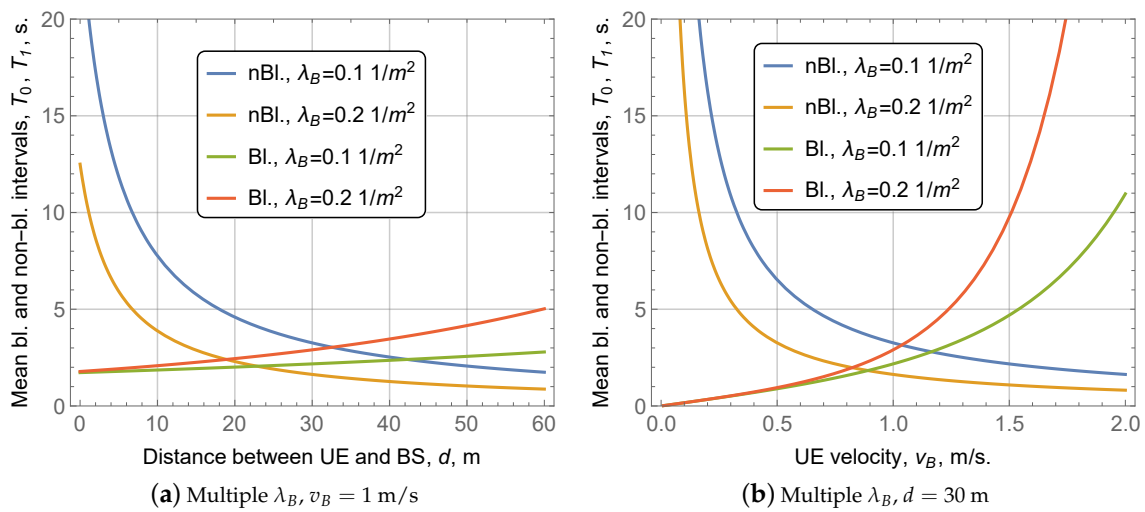 Mean bl. and non–bl. intervals, T0, T1, s.
20
15
10
5
0
nBl., λB=0.1 1/m²
nBl., λB=0.2 1/m²
Bl., λB=0.1 1/m²
Bl., λB=0.2 1/m²
0 10 20 30 40 50 60
Distance between UE and BS, d, m
(a) Multiple λB, vB = 1 m/s
Mean bl. and non–bl. intervals, T0, T1, s.
20
15
10
5
0
nBl., λB=0.1 1/m²
nBl., λB=0.2 1/m²
Bl., λB=0.1 1/m²
Bl., λB=0.2 1/m²
0.0 0.5 1.0 1.5 2.0
UE velocity, vB, m/s.
(b) Multiple λB, d = 30 m